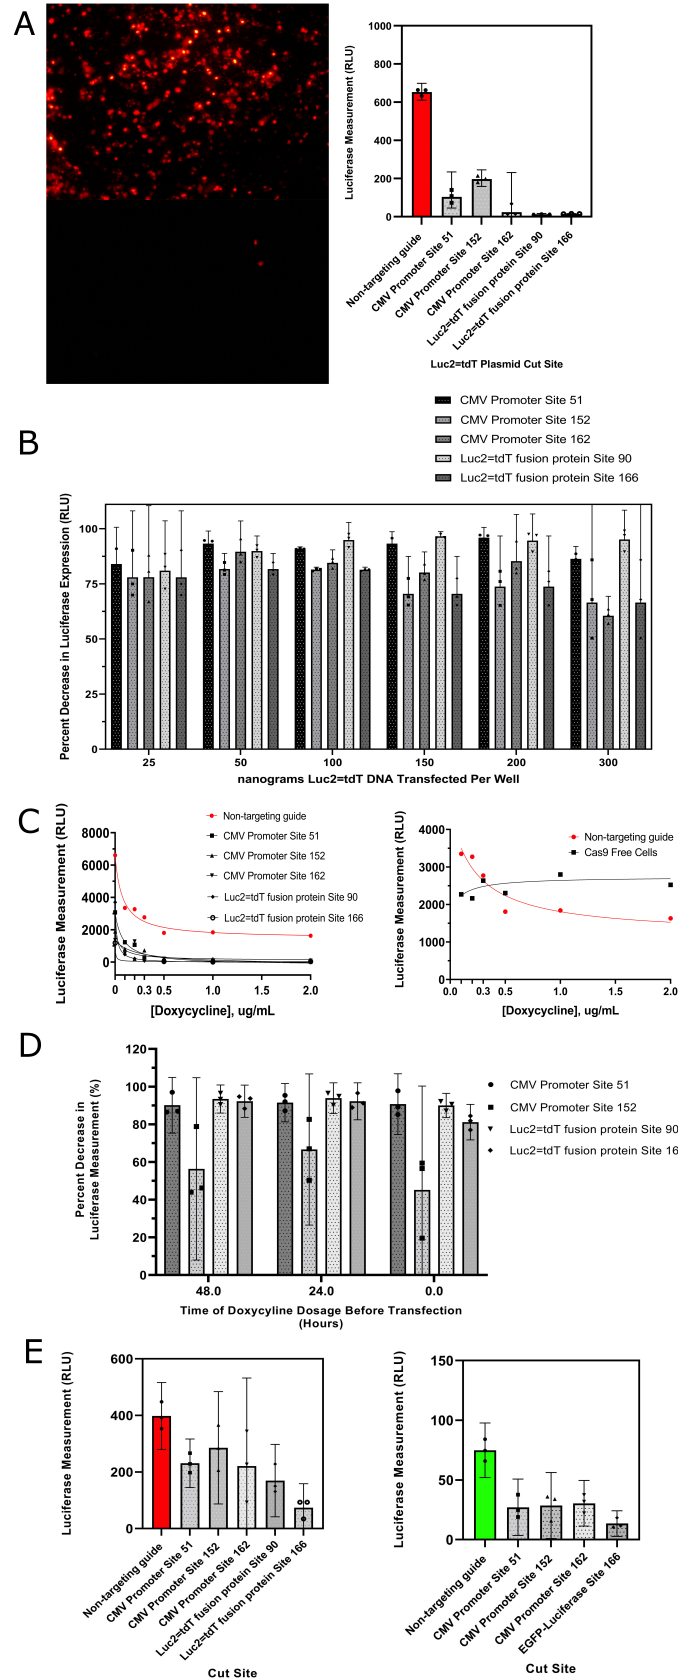 A
Luciferase Measurement (RLU)
1000
800
600
400
200
0
Non-targeting guide
CMV Promoter Site 51
CMV Promoter Site 152
CMV Promoter Site 162
Luc2=tdT fusion protein Site 90
Luc2=tdT fusion protein Site 166
Luc2=tdT Plasmid Cut Site
CMV Promoter Site 51
CMV Promoter Site 152
CMV Promoter Site 162
Luc2=tdT fusion protein Site 90
Luc2=tdT fusion protein Site 166
B
Percent Decrease in Luciferase Expression (RLU)
100
75
50
25
0
25 50 100 150 200 300
nanograms Luc2=tdT DNA Transfected Per Well
C
Luciferase Measurement (RLU)
8000
6000
4000
2000
0
0 0.3 0.5 1.0 2.0
[Doxycycline], ug/mL
Non-targeting guide
CMV Promoter Site 51
CMV Promoter Site 152
CMV Promoter Site 162
Luc2=tdT fusion protein Site 90
Luc2=tdT fusion protein Site 166
Luciferase Measurement (RLU)
4000
3000
2000
1000
0
0.0 0.3 0.5 1.0 2.0
[Doxycycline], ug/mL
Non-targeting guide
Cas9 Free Cells
D
Percent Decrease in
Luciferase Measurement (%)
120
100
80
60
40
20
0
48.0 24.0 0.0
Time of Doxycyline Dosage Before Transfection
(Hours)
CMV Promoter Site 51
CMV Promoter Site 152
Luc2=tdT fusion protein Site 90
Luc2=tdT fusion protein Site 16
E
Luciferase Measurement (RLU)
600
400
200
0
Non-targeting guide
CMV Promoter Site 51
CMV Promoter Site 152
CMV Promoter Site 162
Luc2=tdT fusion protein Site 90
Luc2=tdT fusion protein Site 166
Cut Site
Luciferase Measurement (RLU)
150
100
50
0
Non-targeting guide
CMV Promoter Site 51
CMV Promoter Site 152
CMV Promoter Site 162
EGFP-Luciferase Site 166
Cut Site